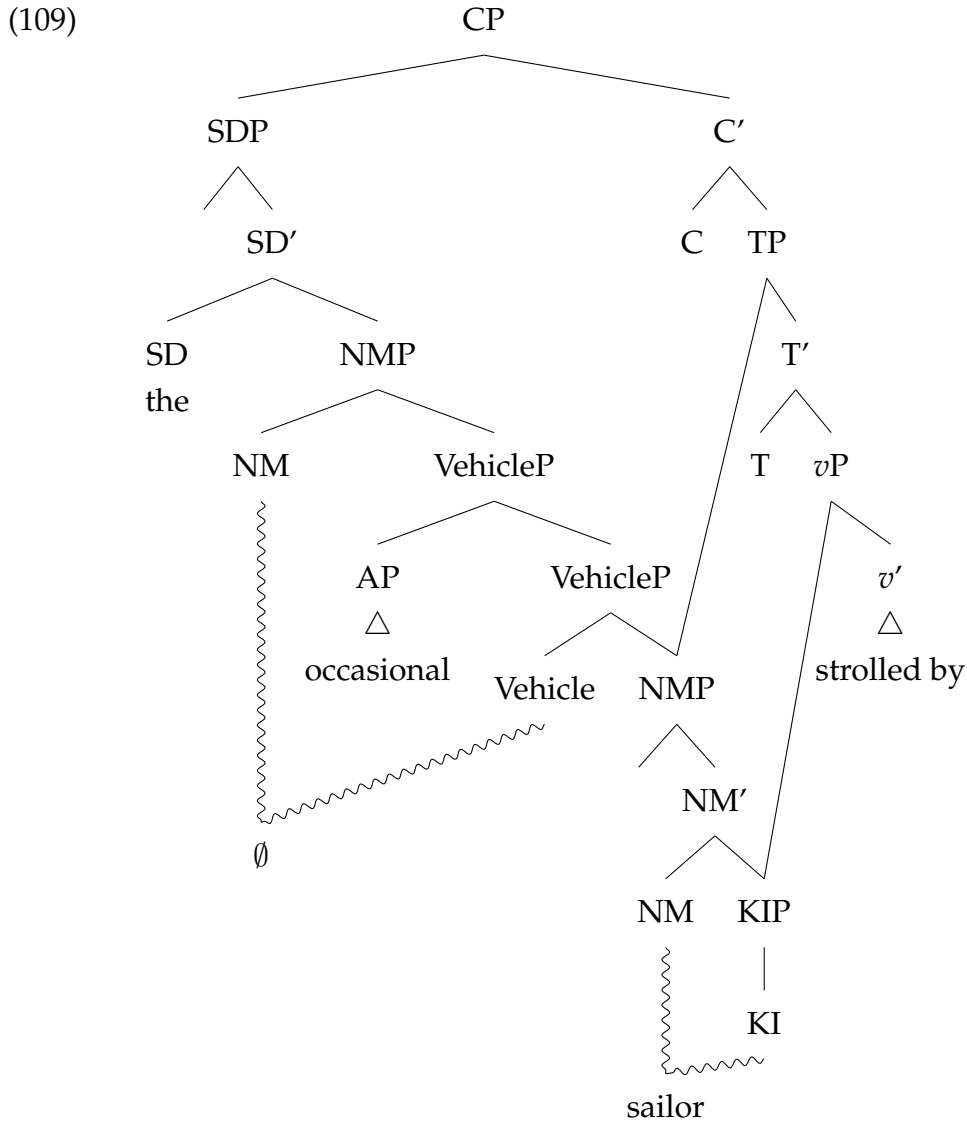 (109) CP
SDP C’
SD’ C TP
SD NMP T’
the
NM VehicleP T vP
AP VehicleP v’
occasional Vehicle NMP strolled by
NM’
∅
NM KIP
KI
sailor